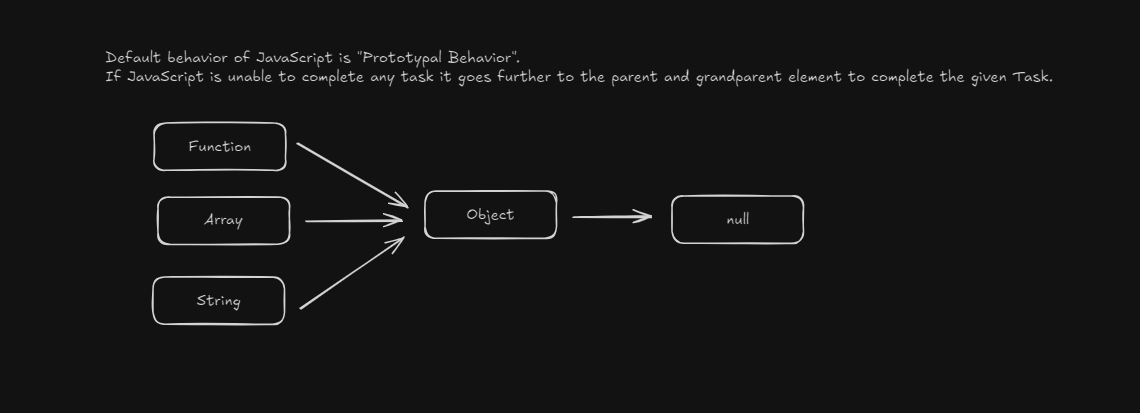 Default behavior of JavaScript is "Prototypal Behavior".
If JavaScript is unable to complete any task it goes further to the parent and grandparent element to complete the given Task.
Function
Array
Object
null
String